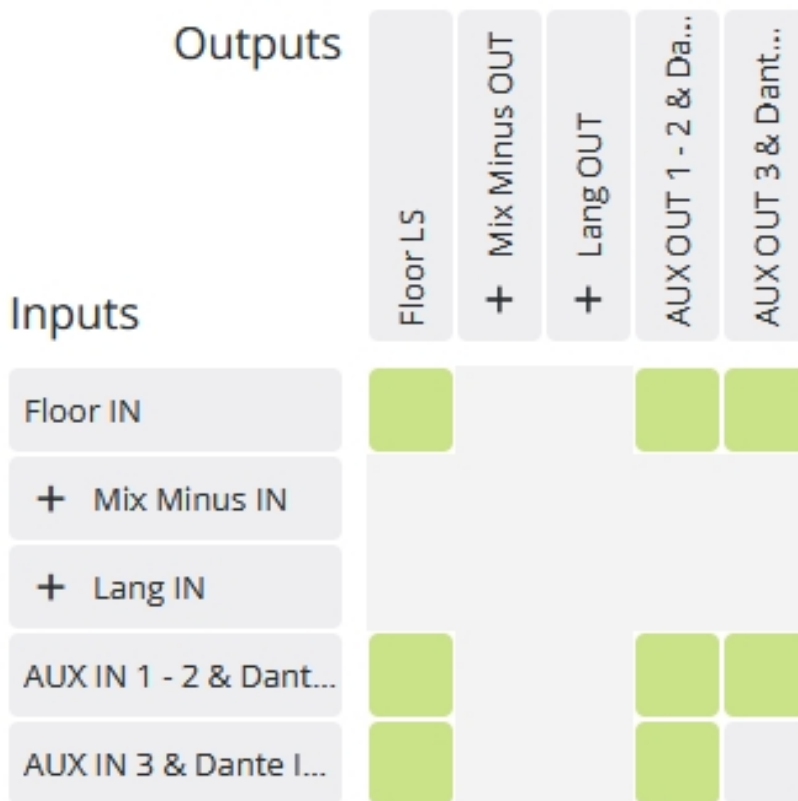 Outputs
Floor LS
+ Mix Minus OUT
+ Lang OUT
AUX OUT 1 - 2 & Da...
AUX OUT 3 & Dant...
Inputs
Floor IN
+ Mix Minus IN
+ Lang IN
AUX IN 1 - 2 & Dant...
AUX IN 3 & Dante I...